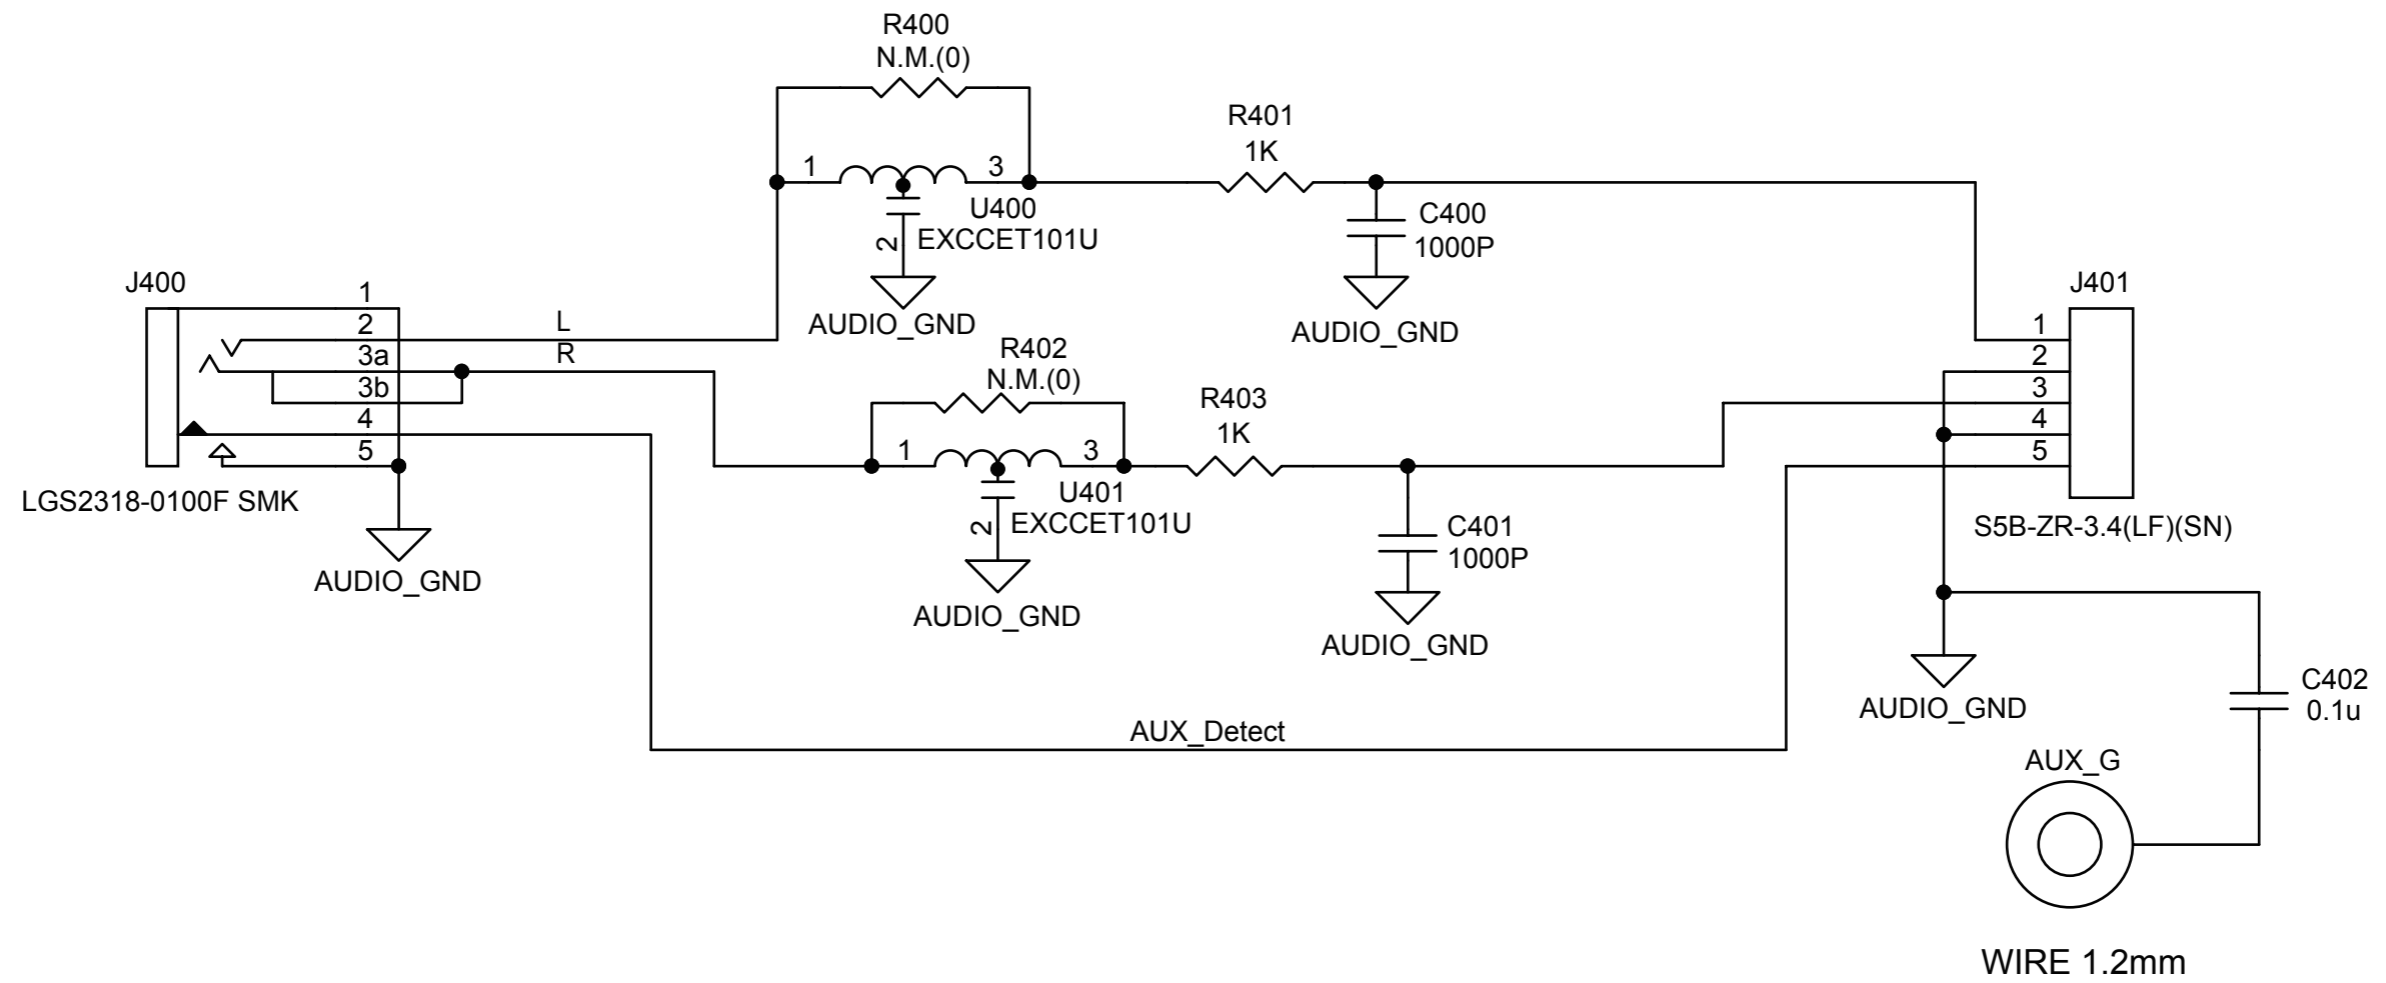 R400
N.M.(0)
R401
1K
1
3
U400
EXCCET101U
2
AUDIO_GND
C400
1000P
AUDIO_GND
J400
1
2
3a
3b
4
5
LGS2318-0100F SMK
AUDIO_GND
L
R
R402
N.M.(0)
R403
1K
1
3
U401
EXCCET101U
2
AUDIO_GND
C401
1000P
AUDIO_GND
J401
1
2
3
4
5
S5B-ZR-3.4(LF)(SN)
AUDIO_GND
C402
0.1u
AUX_Detect
AUX_G
WIRE 1.2mm